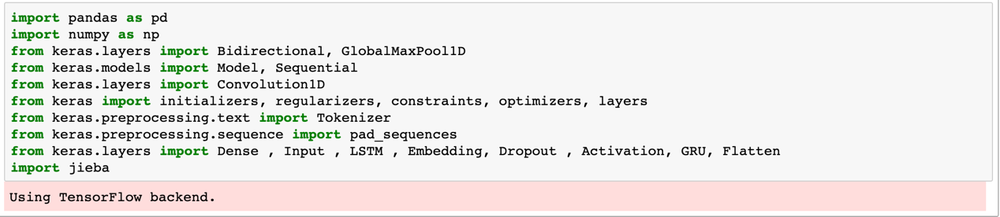 import pandas as pd
import numpy as np
from keras.layers import Bidirectional, GlobalMaxPool1D
from keras.models import Model, Sequential
from keras.layers import Convolution1D
from keras import initializers, regularizers, constraints, optimizers, layers
from keras.preprocessing.text import Tokenizer
from keras.preprocessing.sequence import pad_sequences
from keras.layers import Dense , Input , LSTM , Embedding, Dropout , Activation, GRU, Flatten
import jieba
Using TensorFlow backend.